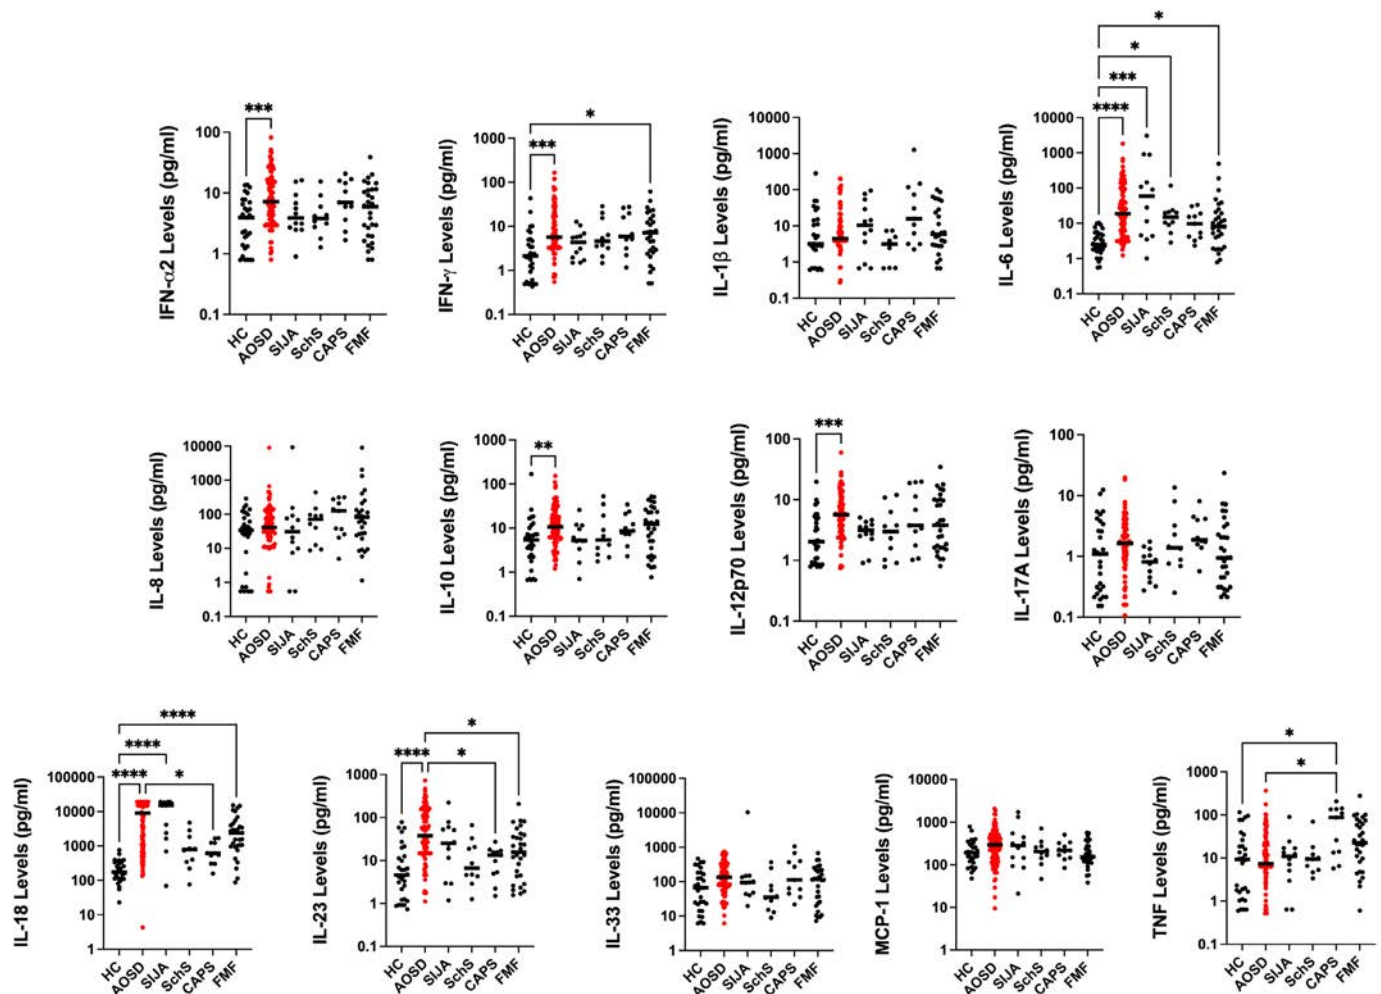 *
*
***
****
***
*
***
IFN-α2 Levels (pg/ml)
100
10
1
0.1
HC
AOSD
SIJA
SchS
CAPS
FMF
IFN-γ Levels (pg/ml)
1000
100
10
1
0.1
HC
AOSD
SIJA
SchS
CAPS
FMF
IL-1β Levels (pg/ml)
10000
1000
100
10
1
0.1
HC
AOSD
SIJA
SchS
CAPS
FMF
IL-6 Levels (pg/ml)
10000
1000
100
10
1
0.1
HC
AOSD
SIJA
SchS
CAPS
FMF
IL-8 Levels (pg/ml)
10000
1000
100
10
1
0.1
HC
AOSD
SIJA
SchS
CAPS
FMF
**
IL-10 Levels (pg/ml)
1000
100
10
1
0.1
HC
AOSD
SIJA
SchS
CAPS
FMF
***
IL-12p70 Levels (pg/ml)
100
10
1
0.1
HC
AOSD
SIJA
SchS
CAPS
FMF
IL-17A Levels (pg/ml)
100
10
1
0.1
HC
AOSD
SIJA
SchS
CAPS
FMF
****
****
****
*
IL-18 Levels (pg/ml)
100000
10000
1000
100
10
1
HC
AOSD
SIJA
SchS
CAPS
FMF
*
****
*
IL-23 Levels (pg/ml)
1000
100
10
1
0.1
HC
AOSD
SIJA
SchS
CAPS
FMF
IL-33 Levels (pg/ml)
100000
10000
1000
100
10
1
HC
AOSD
SIJA
SchS
CAPS
FMF
MCP-1 Levels (pg/ml)
10000
1000
100
10
1
HC
AOSD
SIJA
SchS
CAPS
FMF
*
*
TNF Levels (pg/ml)
1000
100
10
1
0.1
HC
AOSD
SIJA
SchS
CAPS
FMF